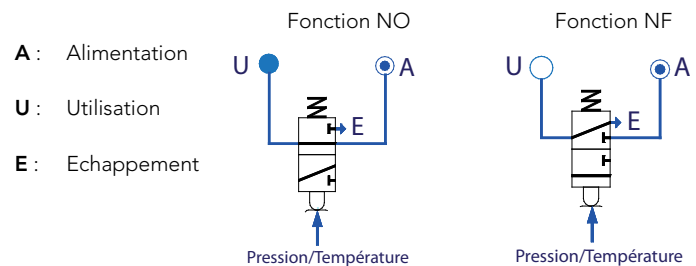 Fonction NO
Fonction NF
A : Alimentation
U : Utilisation
E : Echappement
U
A
E
Pression/Température
U
A
E
Pression/Température